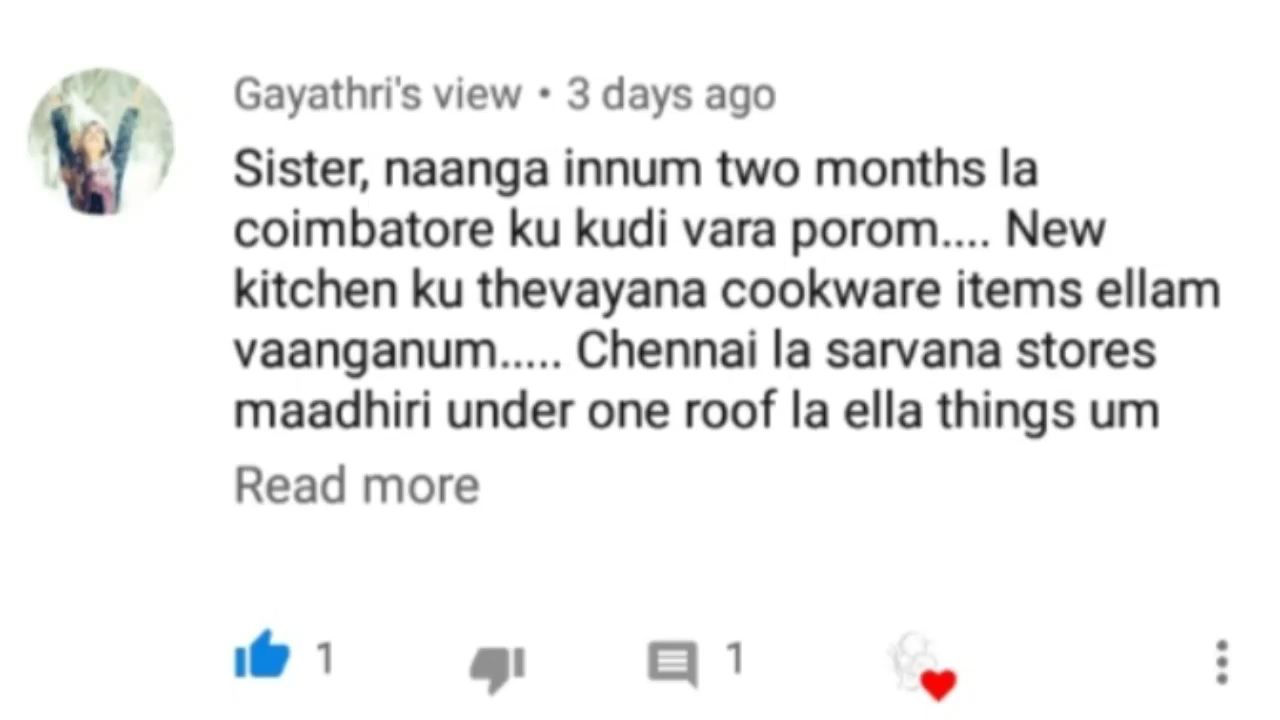 Gayathri's view • 3 days ago
Sister, naanga innum two months la
coimbatore ku kudi vara porom.... New
kitchen ku thevayana cookware items ellam
vaanganum..... Chennai la sarvana stores
maadhiri under one roof la ella things um
Read more
1 1